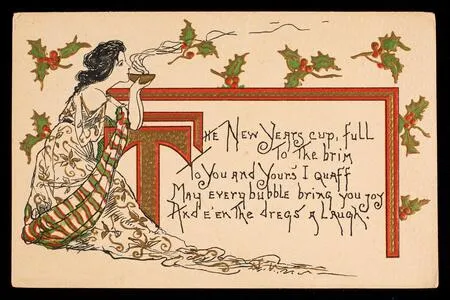 The New Years cup, full
To the brim
To You and Yours I quaff
May every bubble bring you joy
And e'en the dregs a laugh.